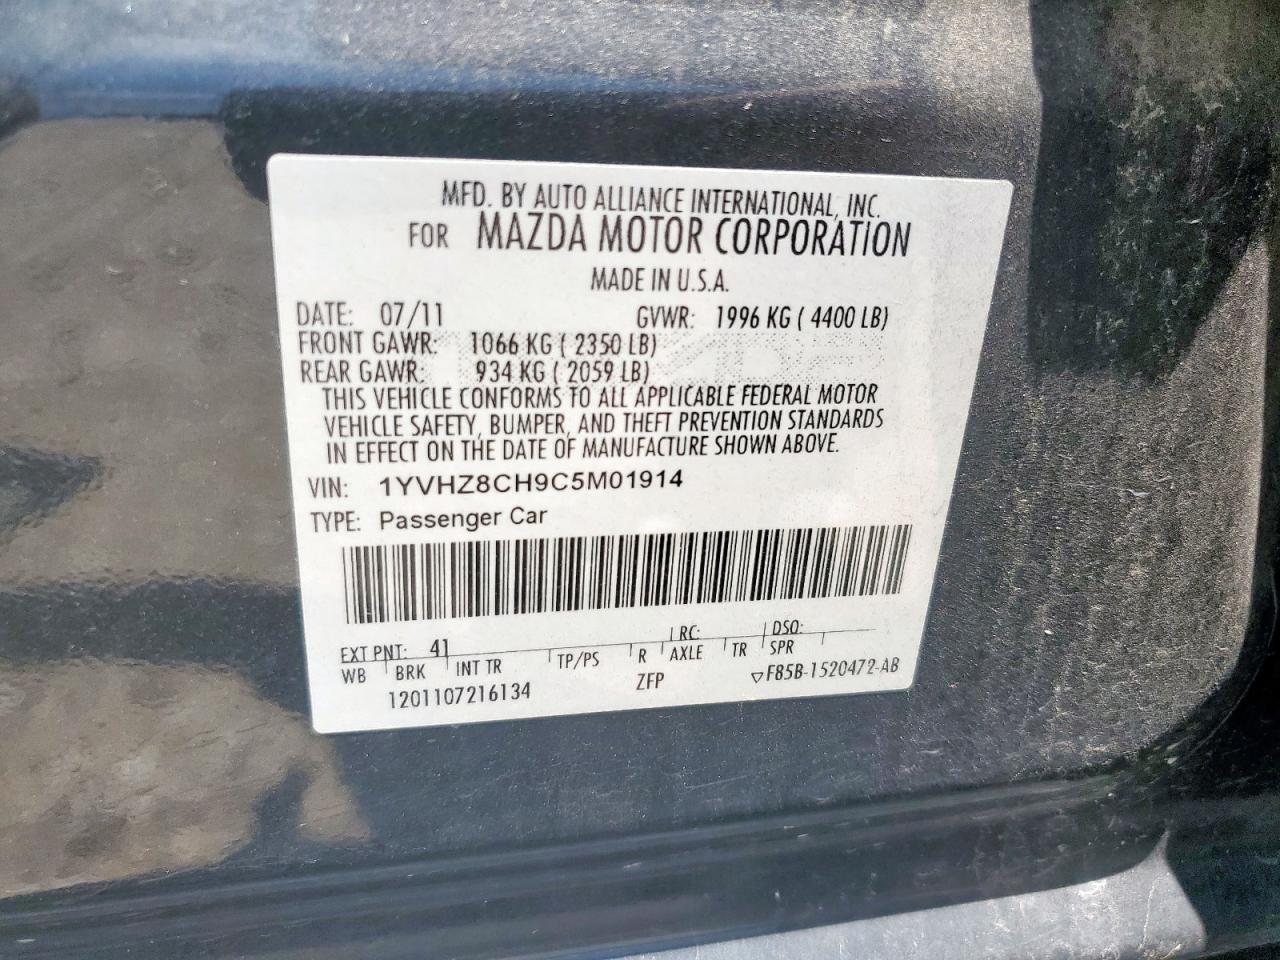 MFD. BY AUTO ALLIANCE INTERNATIONAL, INC.
FOR MAZDA MOTOR CORPORATION
MADE IN U.S.A.
DATE: 07/11 GVWR: 1996 KG ( 4400 LB)
FRONT GAWR: 1066 KG ( 2350 LB)
REAR GAWR: 934 KG ( 2059 LB)
THIS VEHICLE CONFORMS TO ALL APPLICABLE FEDERAL MOTOR
VEHICLE SAFETY, BUMPER, AND THEFT PREVENTION STANDARDS
IN EFFECT ON THE DATE OF MANUFACTURE SHOWN ABOVE.
VIN: 1YVHZ8CH9C5M01914
TYPE: Passenger Car
EXT PNT: 41 RC: DSO:
WB BRK INT TR TP/PS R AXLE TR SPR
1201107216134 ZFP ▽F85B-1520472-AB